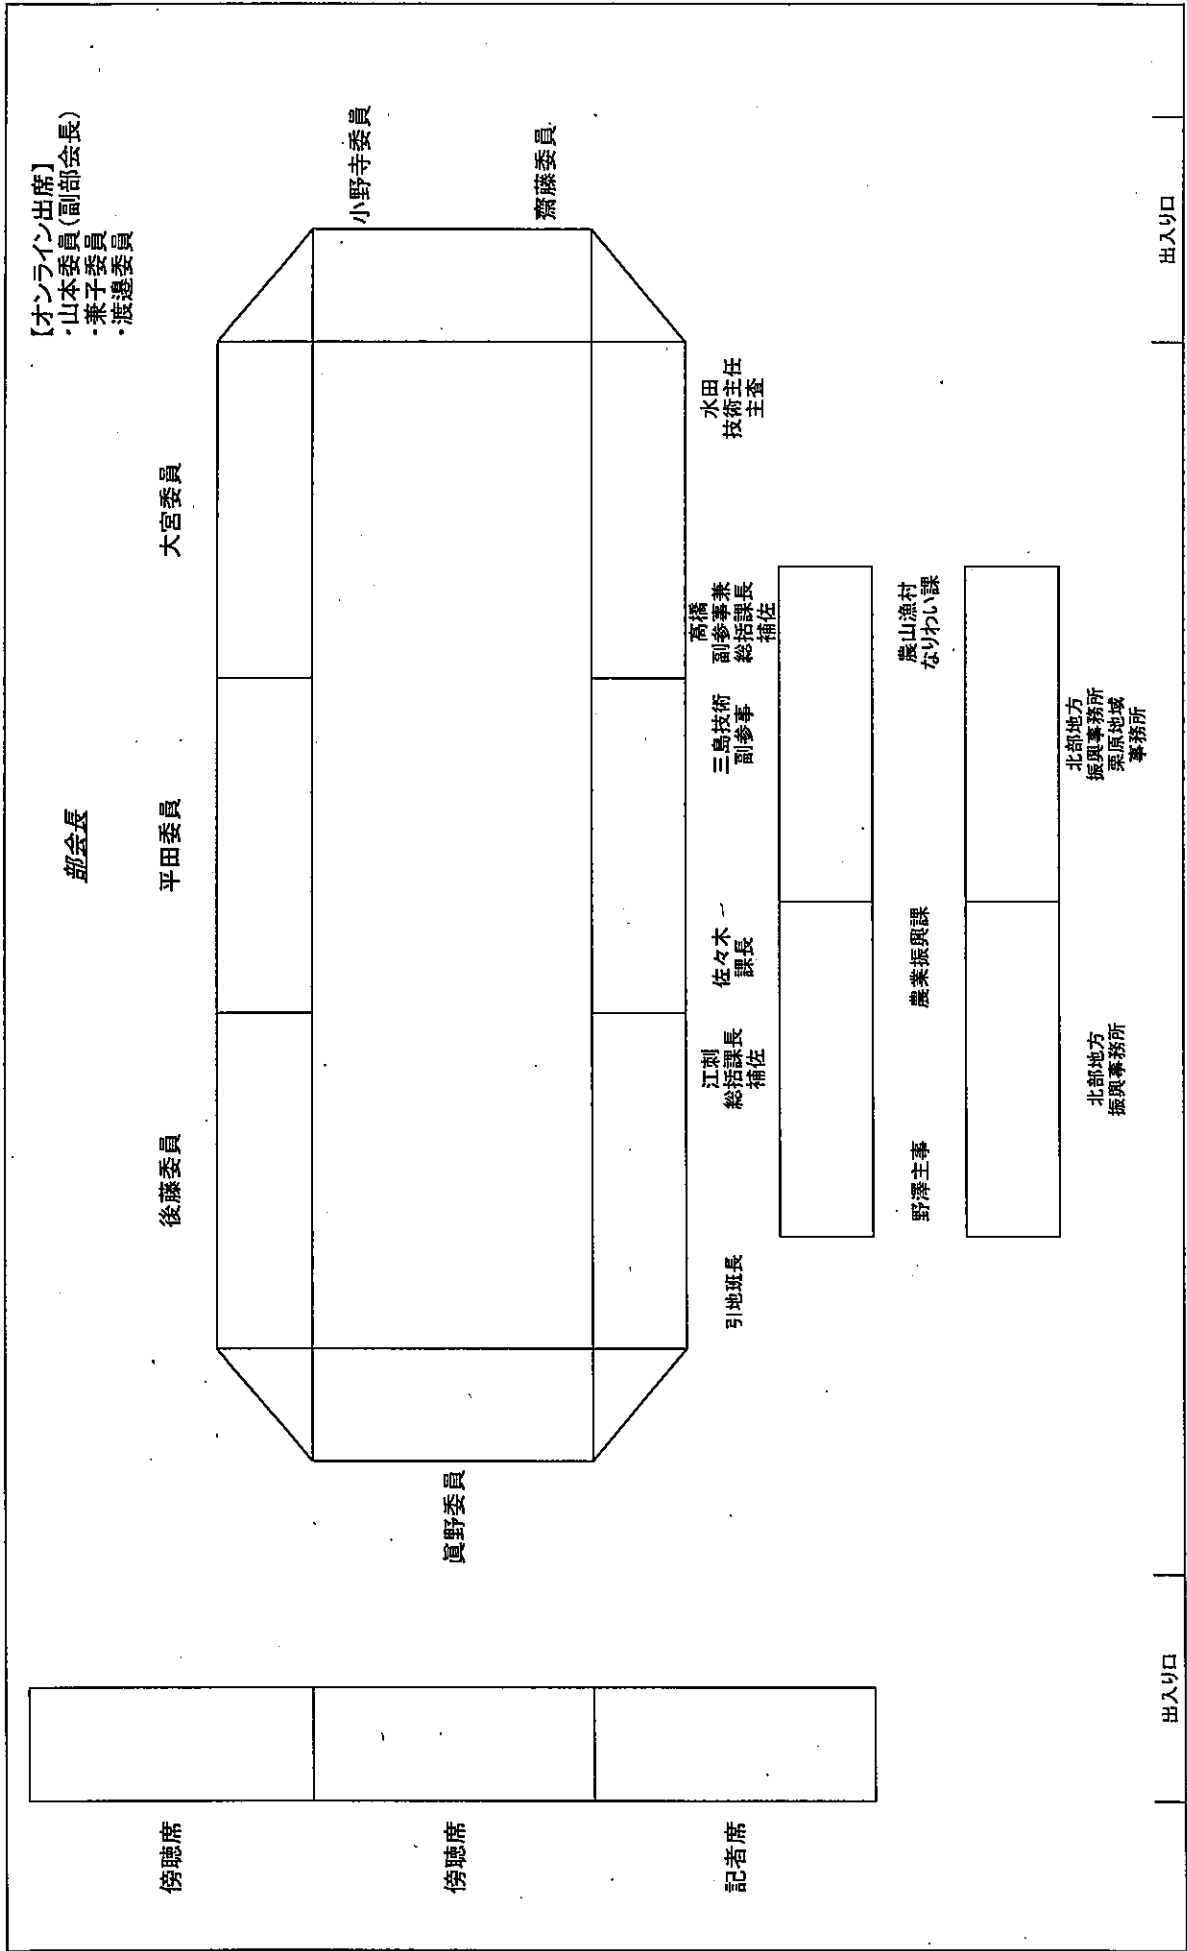 【オンライン出席】
・山本委員（副部会長）
・兼子委員
・渡邉委員
部会長
後藤委員
平田委員
大宮委員
小野寺委員
齋藤委員
眞野委員
傍聴席
傍聴席
記者席
引地班長
江刺
総括課長
補佐
佐々木
課長
三島技術
副参事
高橋
副参事兼
総括課長
補佐
水田
技術主任
主査
野澤主事
農業振興課
農山漁村
なりわい課
北部地方
振興事務所
北部地方
振興事務所
栗原地域
事務所
出入り口
出入り口